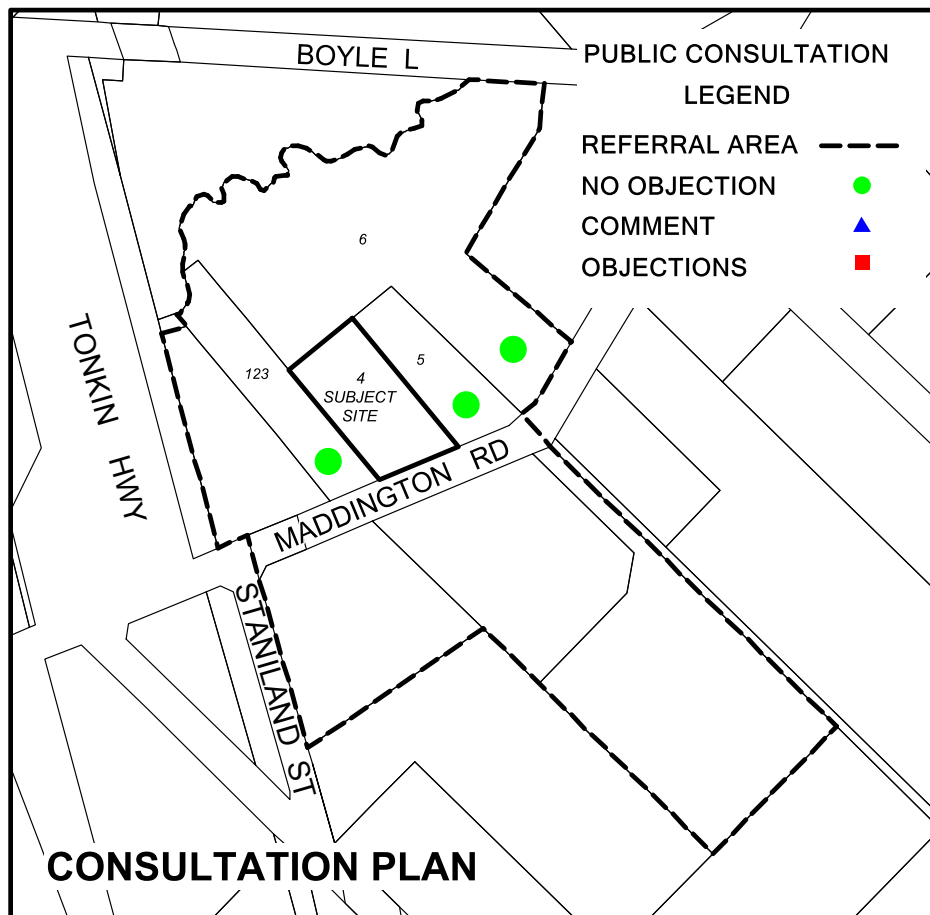 BOYLE L
PUBLIC CONSULTATION
LEGEND
REFERRAL AREA
NO OBJECTION
COMMENT
OBJECTIONS
6
5
123
4
SUBJECT
SITE
TONKIN HWY
MADDINGTON RD
STANILAND ST
CONSULTATION PLAN